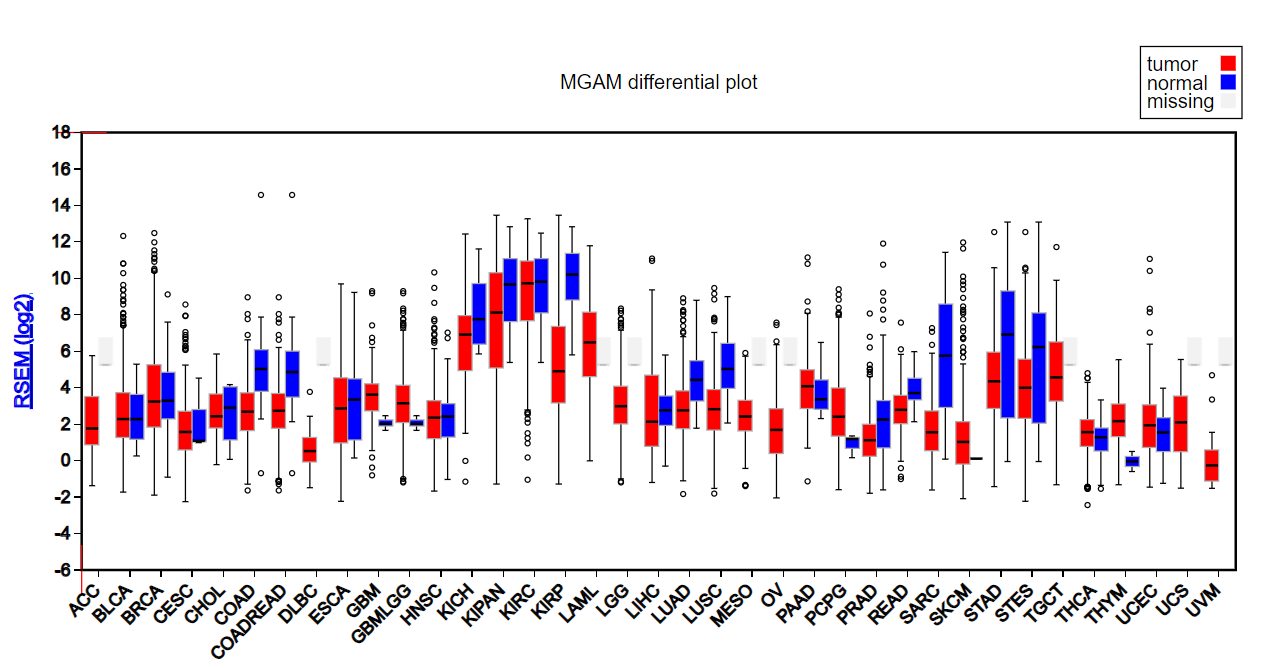 MGAM differential plot
tumor
normal
missing
RSEM (log2)
18
16
14
12
10
8
6
4
2
0
-2
-4
-6
ACC
BLCA
BRCA
CESC
CHOL
COAD
COADREAD
DLBC
ESCA
GBM
GBMLGG
HNSC
KICH
KIPAN
KIRC
KIRP
LAML
LGG
LIHC
LUAD
LUSC
MESO
OV
PAAD
PCPG
PRAD
READ
SARC
SKCM
STAD
STES
TGCT
THCA
THYM
UCEC
UCS
UVM